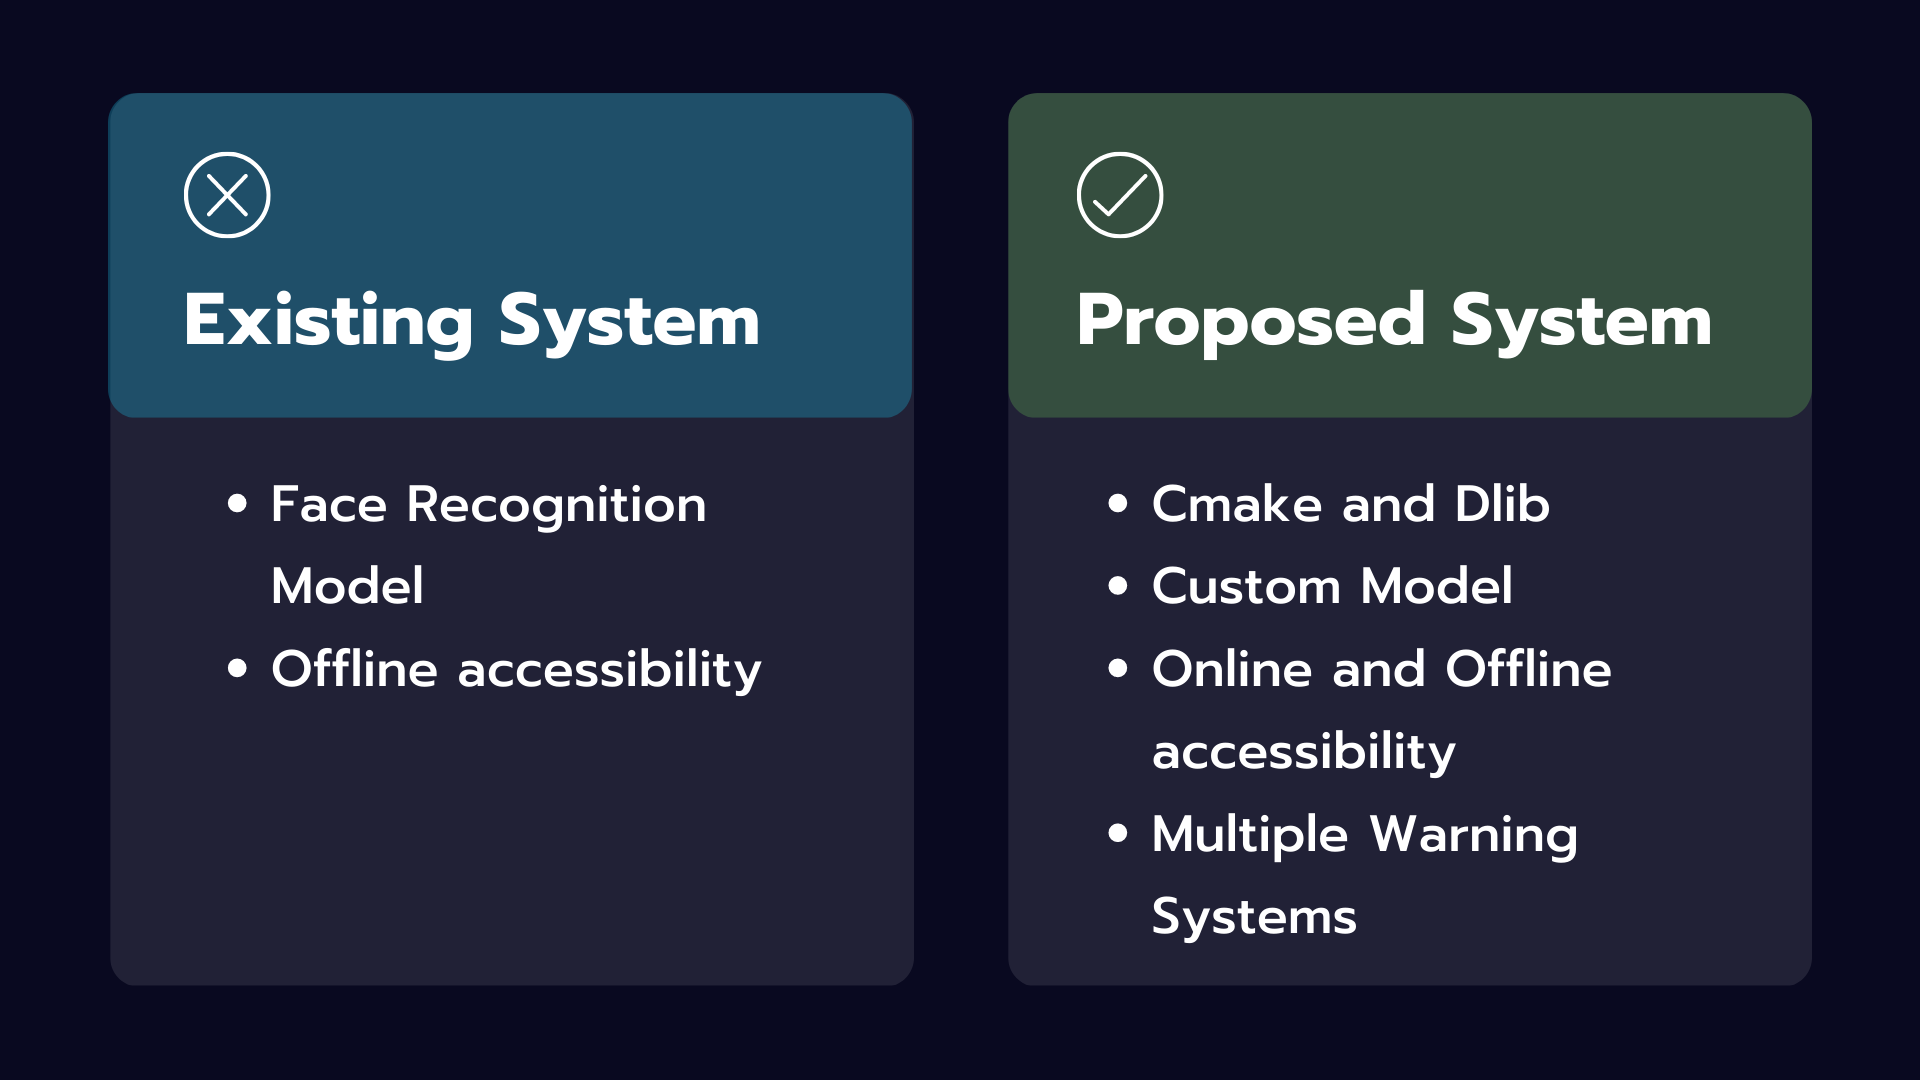 Existing System
Face Recognition
Model
Offline accessibility
Proposed System
Cmake and Dlib
Custom Model
Online and Offline
accessibility
Multiple Warning
Systems